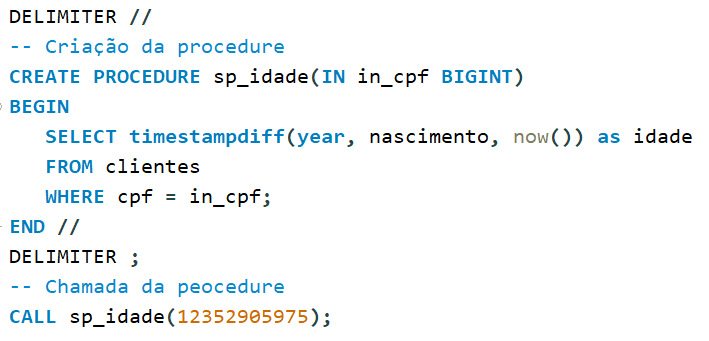 DELIMITER //
-- Criação da procedure
CREATE PROCEDURE sp_idade(IN in_cpf BIGINT)
BEGIN
SELECT timestampdiff(year, nascimento, now()) as idade
FROM clientes
WHERE cpf = in_cpf;
END //
DELIMITER ;
-- Chamada da peocedure
CALL sp_idade(12352905975);